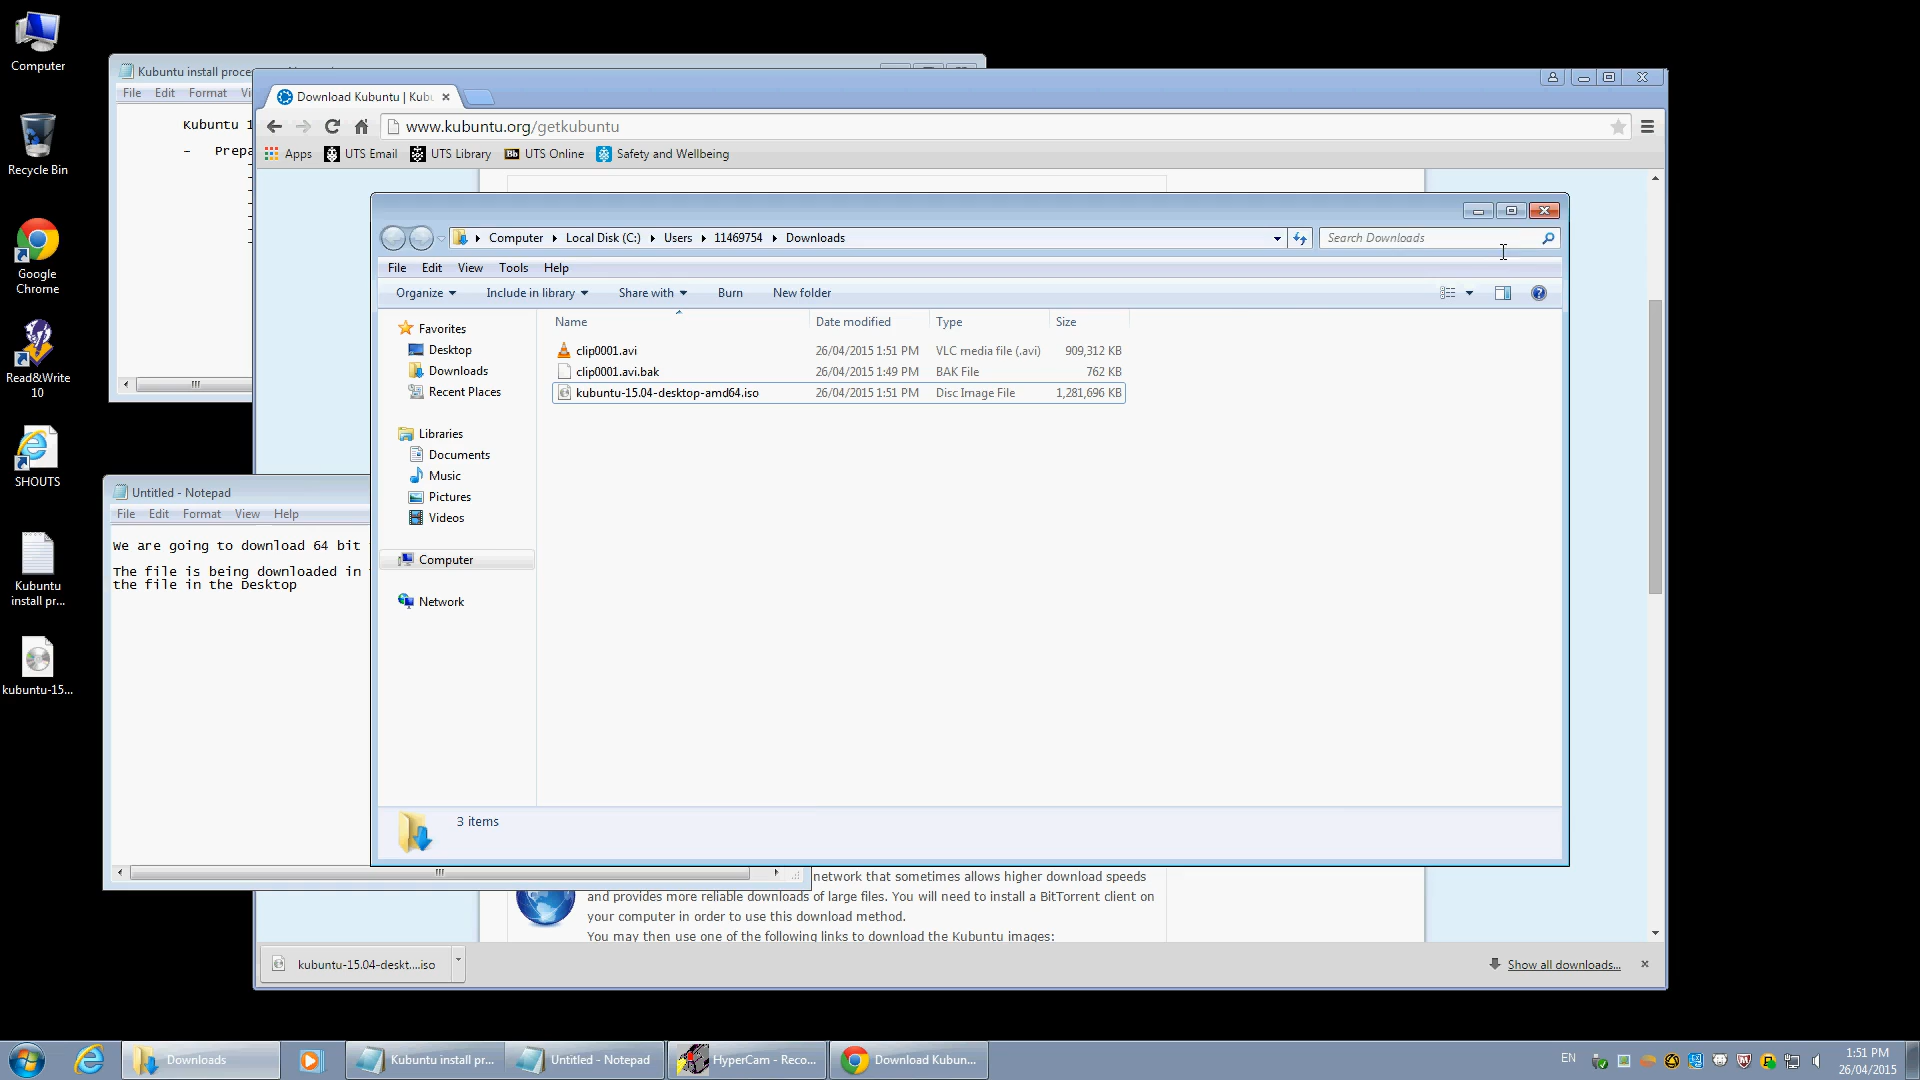 Computer
Recycle Bin
Google
Chrome
Read&Write
10
SHOUTS
Kubuntu
install pr...
kubuntu-15...
Kubuntu install proce
File Edit Format Vi
Kubuntu 1
- Prepa
Download Kubuntu | Kubu
www.kubuntu.org/getkubuntu
Apps UTS Email UTS Library Bb UTS Online Safety and Wellbeing
Computer Local Disk (C:) Users 11469754 Downloads
Search Downloads
File Edit View Tools Help
Organize Include in library Share with Burn New folder
Name Date modified Type Size
clip0001.avi 26/04/2015 1:51 PM VLC media file (.avi) 909,312 KB
clip0001.avi.bak 26/04/2015 1:49 PM BAK File 762 KB
kubuntu-15.04-desktop-amd64.iso 26/04/2015 1:51 PM Disc Image File 1,281,696 KB
Favorites
Desktop
Downloads
Recent Places
Libraries
Documents
Music
Pictures
Videos
Computer
Network
3 items
Untitled - Notepad
File Edit Format View Help
We are going to download 64 bit
The file is being downloaded in
the file in the Desktop
network that sometimes allows higher download speeds
and provides more reliable downloads of large files. You will need to install a BitTorrent client on
your computer in order to use this download method.
You may then use one of the following links to download the Kubuntu images:
kubuntu-15.04-deskt....iso
Show all downloads...
Downloads
Kubuntu install pr...
Untitled - Notepad
HyperCam - Reco...
Download Kubun...
EN
1:51 PM
26/04/2015